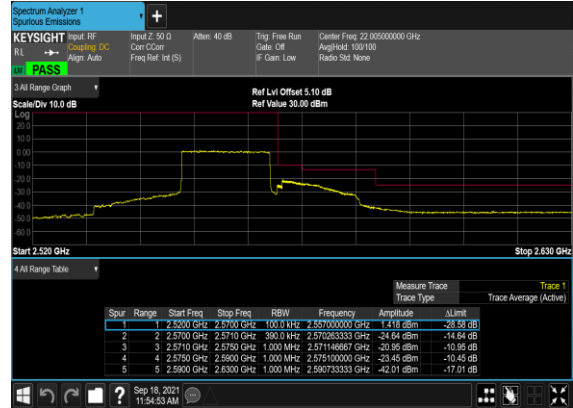 Spectrum Analyzer 1
Spurious Emissions
KEYSIGHT Input: RF Input Z: 50 Ω Atten: 40 dB Trig: Free Run Center Freq: 22.005000000 GHz
RL Coupling: DC Corr CCorr Gate: Off Avg|Hold: 100/100
Align: Auto Freq Ref: Int (S) IF Gain: Low Radio Std: None
PASS
3 All Range Graph
Ref Lvl Offset 5.10 dB
Scale/Div 10.0 dB Ref Value 30.00 dBm
Log
20.0
10.0
0.00
-10.0
-20.0
-30.0
-40.0
-50.0
-60.0
Start 2.520 GHz Stop 2.630 GHz
4 All Range Table
Measure Trace Trace 1
Trace Type Trace Average (Active)
Spur Range Start Freq Stop Freq RBW Frequency Amplitude ΔLimit
1 1 2.5200 GHz 2.5700 GHz 100.0 kHz 2.557000000 GHz 1.418 dBm -28.58 dB
2 2 2.5700 GHz 2.5710 GHz 390.0 kHz 2.570263333 GHz -24.64 dBm -14.64 dB
3 3 2.5710 GHz 2.5750 GHz 1.000 MHz 2.571146667 GHz -20.95 dBm -10.95 dB
4 4 2.5750 GHz 2.5900 GHz 1.000 MHz 2.575100000 GHz -23.45 dBm -10.45 dB
5 5 2.5900 GHz 2.6300 GHz 1.000 MHz 2.590733333 GHz -42.01 dBm -17.01 dB
? Sep 18, 2021
11:54:53 AM